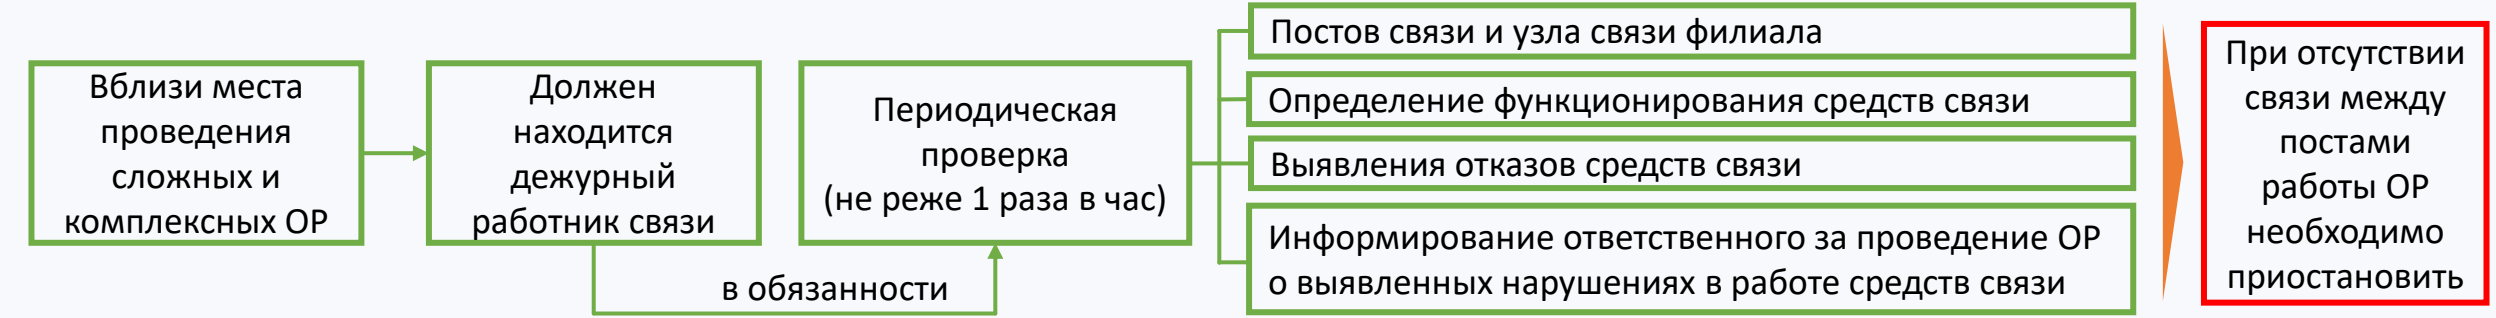 Вблизи места
проведения
сложных и
комплексных ОР
Должен
находится
дежурный
работник связи
в обязанности
Периодическая
проверка
(не реже 1 раза в час)
Постов связи и узла связи филиала
Определение функционирования средств связи
Выявления отказов средств связи
Информирование ответственного за проведение ОР
о выявленных нарушениях в работе средств связи
При отсутствии
связи между
постами
работы ОР
необходимо
приостановить